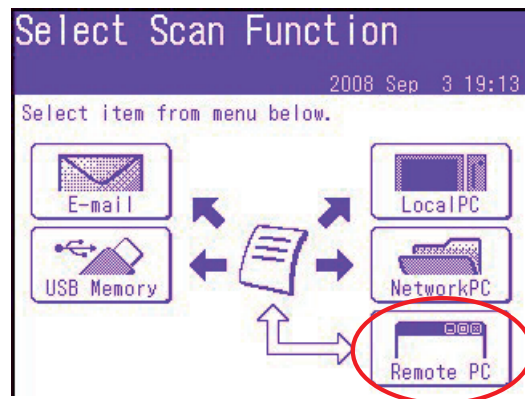 Select Scan Function
2008 Sep 3 19:13
Select item from menu below.
E-mail
LocalPC
USB Memory
NetworkPC
Remote PC